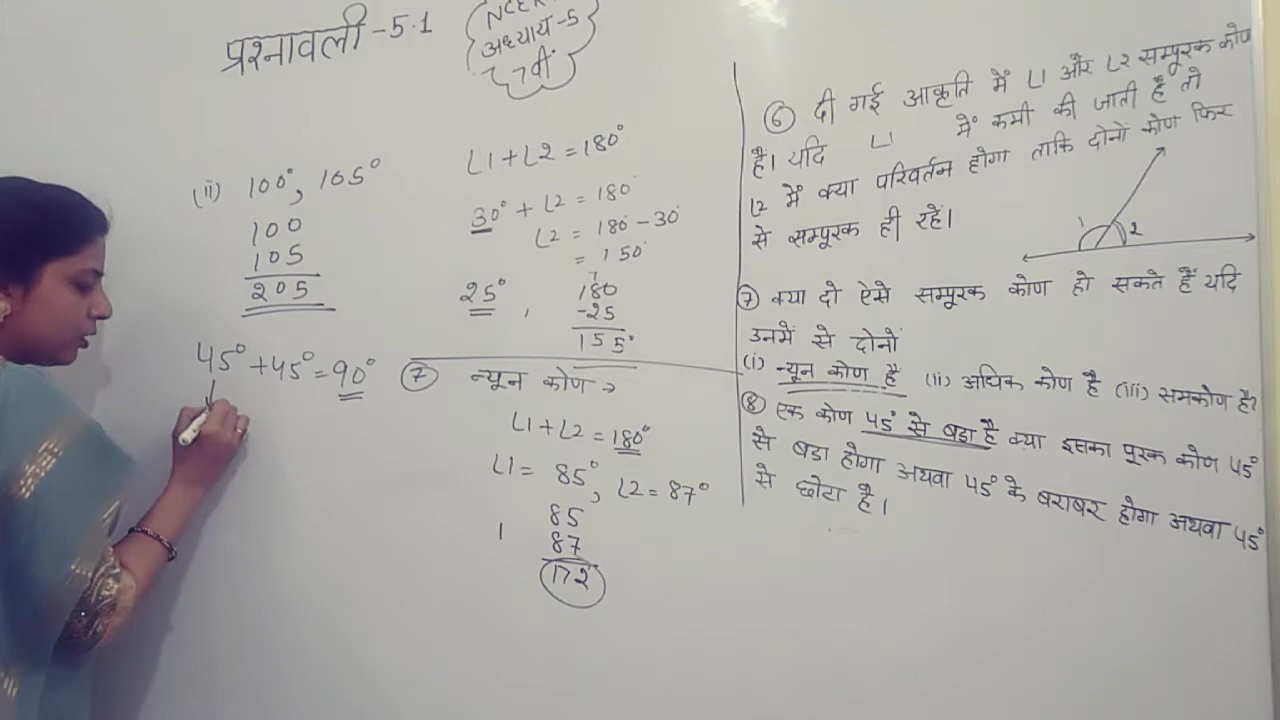 प्रश्नावली-5.1
NCER
अध्याय-5
7वीं
(ii) 100°, 105°
100
105
205
45° + 45° = 90°
∠1 + ∠2 = 180°
30° + ∠2 = 180°
∠2 = 180° - 30°
= 150°
25°, 180
-25
155°
⑦ न्यून कोण →
∠1 + ∠2 = 180°
∠1 = 85°, ∠2 = 87°
85
1 87
172
⑥ दी गई आकृति में ∠1 और ∠2 सम्पूरक कोण
हैं। यदि ∠1 में कमी की जाती है तो
∠2 में क्या परिवर्तन होगा ताकि दोनों कोण फिर
से सम्पूरक ही रहें।
1 2
⑦ क्या दो ऐसे सम्पूरक कोण हो सकते हैं यदि
उनमें से दोनों
(i) न्यून कोण है (ii) अधिक कोण है (iii) समकोण है?
⑧ एक कोण 45° से बडा है क्या इसका पूरक कोण 45°
से बडा होगा अथवा 45° के बराबर होगा अथवा 45°
से छोटा है।